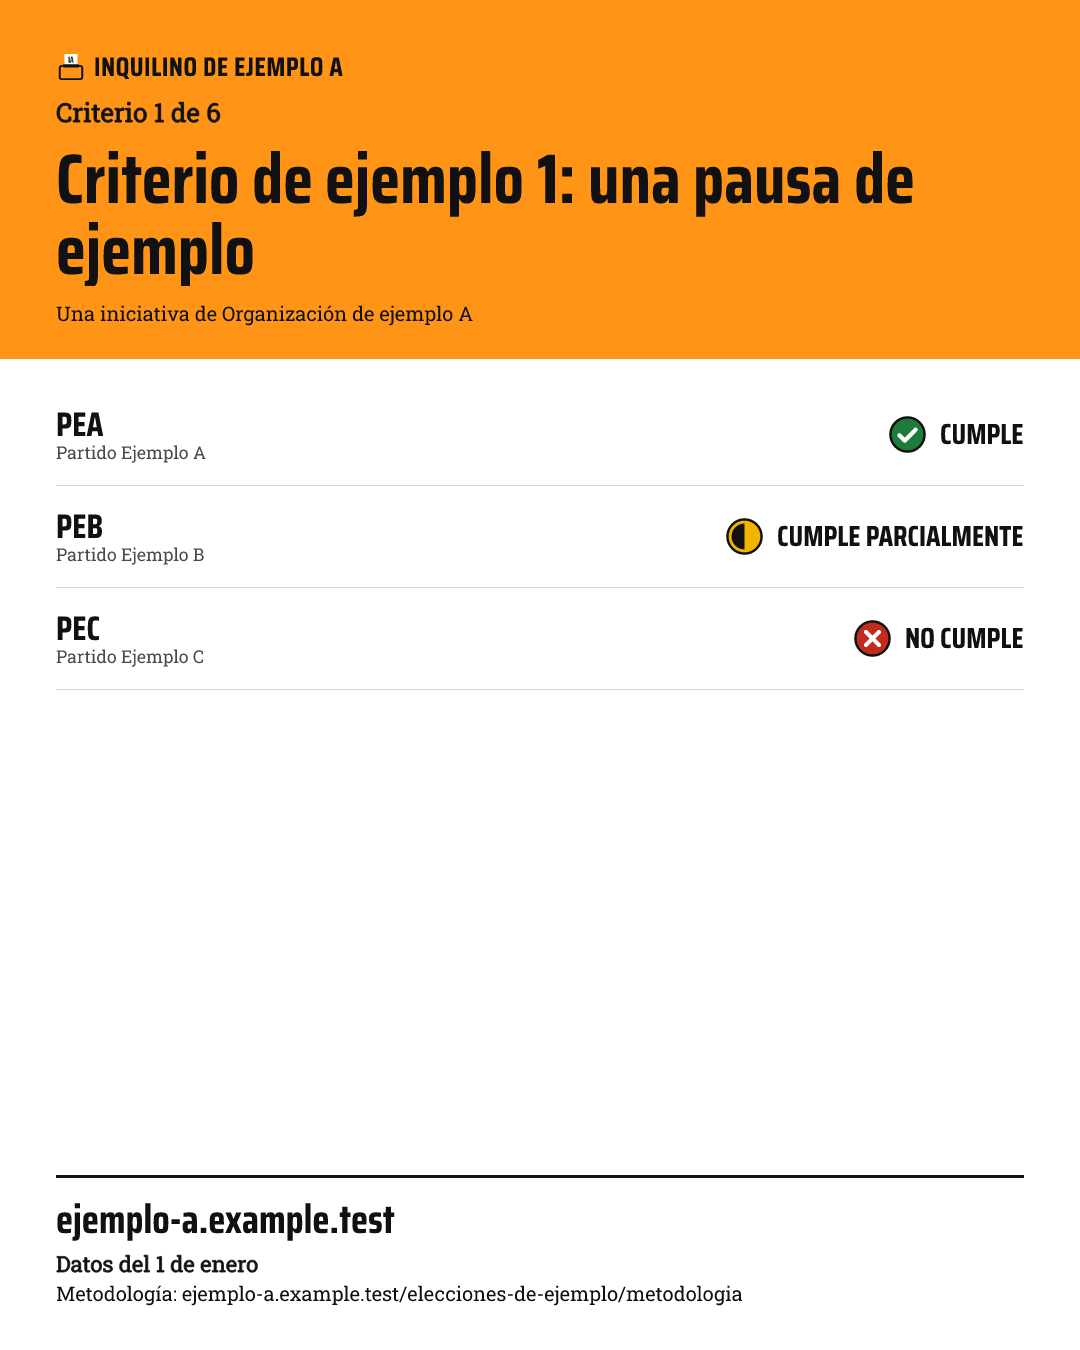 INQUILINO DE EJEMPLO A
Criterio 1 de 6
Criterio de ejemplo 1: una pausa de
ejemplo
Una iniciativa de Organización de ejemplo A
PEA
Partido Ejemplo A
CUMPLE
PEB
Partido Ejemplo B
CUMPLE PARCIALMENTE
PEC
Partido Ejemplo C
NO CUMPLE
ejemplo-a.example.test
Datos del 1 de enero
Metodología: ejemplo-a.example.test/elecciones-de-ejemplo/metodologia